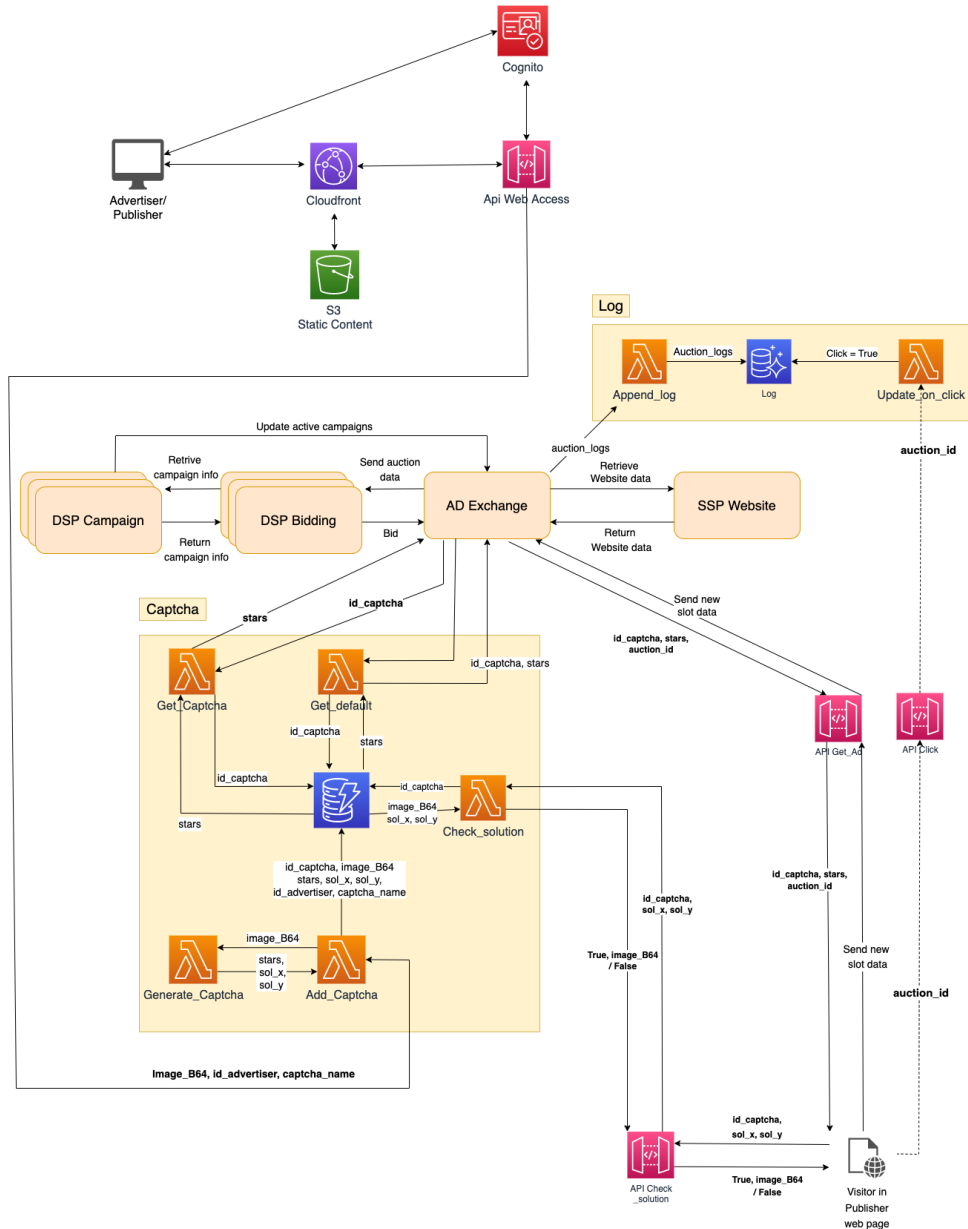 Cognito
Advertiser/
Publisher
Cloudfront
Api Web Access
S3
Static Content
Log
Auction_logs
Click = True
Append_log
Log
Update_on_click
auction_id
Update active campaigns
auction_logs
Retrive
campaign info
Send auction
data
Retrieve
Website data
DSP Campaign
DSP Bidding
AD Exchange
SSP Website
Return
campaign info
Bid
Return
Website data
Captcha
stars
id_captcha
Send new
slot data
id_captcha, stars,
auction_id
id_captcha, stars
Get_Captcha
Get_default
id_captcha
stars
API Get_Ad
API Click
id_captcha
id_captcha
stars
image_B64
sol_x, sol_y
Check_solution
id_captcha, image_B64
stars, sol_x, sol_y,
id_advertiser, captcha_name
id_captcha, stars,
auction_id
id_captcha,
sol_x, sol_y
image_B64
stars,
sol_x,
sol_y
Generate_Captcha
Add_Captcha
True, image_B64
/ False
Send new
slot data
auction_id
Image_B64, id_advertiser, captcha_name
id_captcha,
sol_x, sol_y
True, image_B64
/ False
API Check
_solution
Visitor in
Publisher
web page